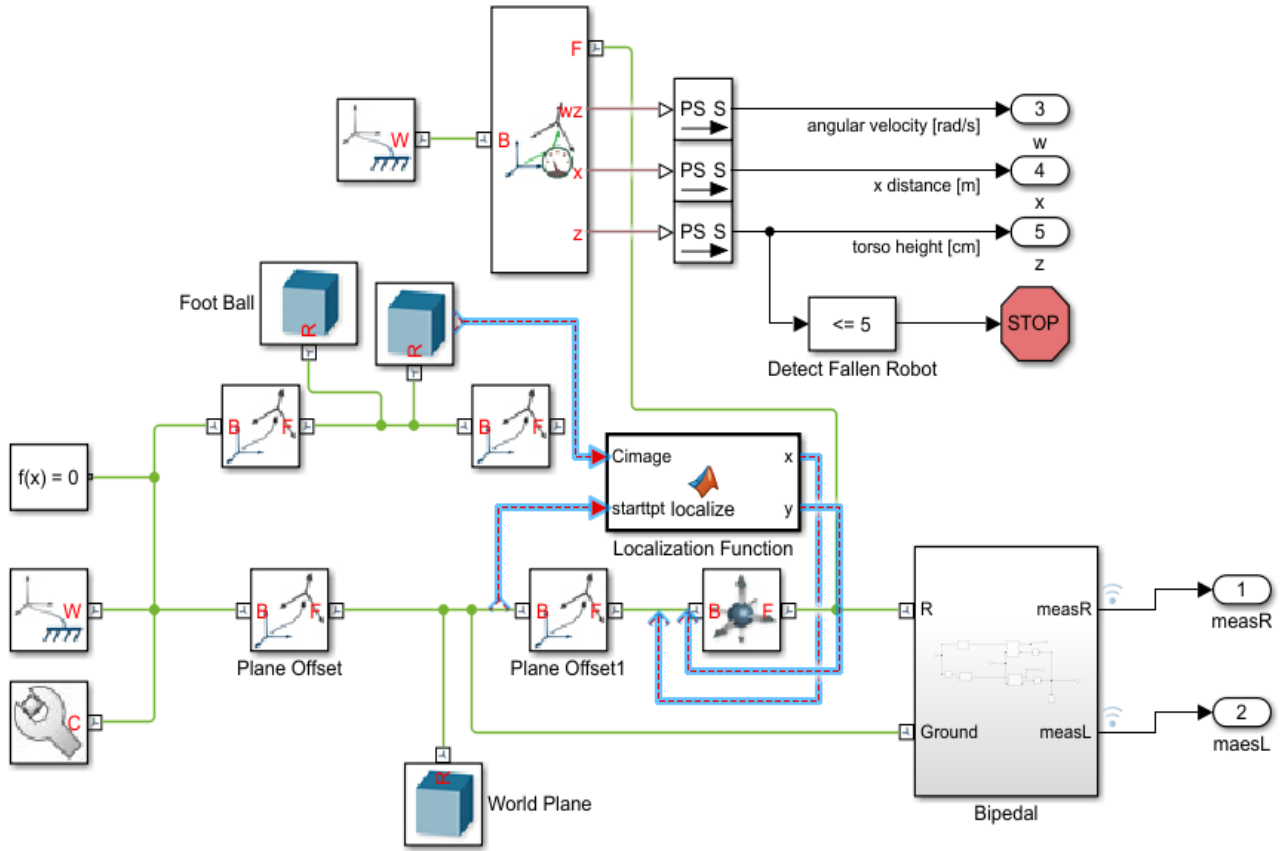 F
wz
PS S
3
angular velocity [rad/s]
w
W
B
x
PS S
4
x distance [m]
x
z
PS S
5
torso height [cm]
z
Foot Ball
R
R
<= 5
STOP
Detect Fallen Robot
B
F
B
F
f(x) = 0
Cimage
x
starttpt
localize
y
Localization Function
W
B
F
Plane Offset
B
F
Plane Offset1
B
F
R
measR
1
measR
C
Ground
measL
2
maesL
R
World Plane
Bipedal